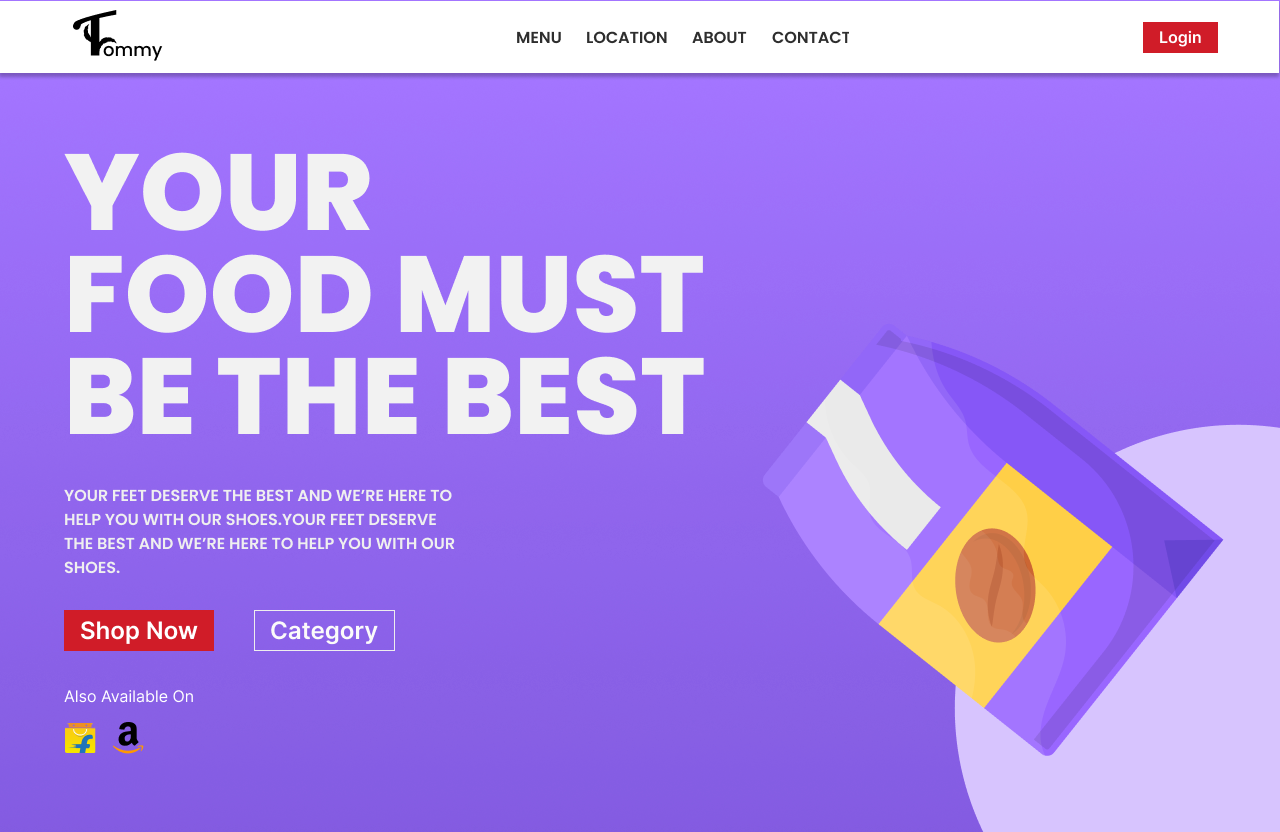 Tommy
MENU LOCATION ABOUT CONTACT
Login
YOUR
FOOD MUST
BE THE BEST
YOUR FEET DESERVE THE BEST AND WE’RE HERE TO
HELP YOU WITH OUR SHOES.YOUR FEET DESERVE
THE BEST AND WE’RE HERE TO HELP YOU WITH OUR
SHOES.
Shop Now Category
Also Available On
f a